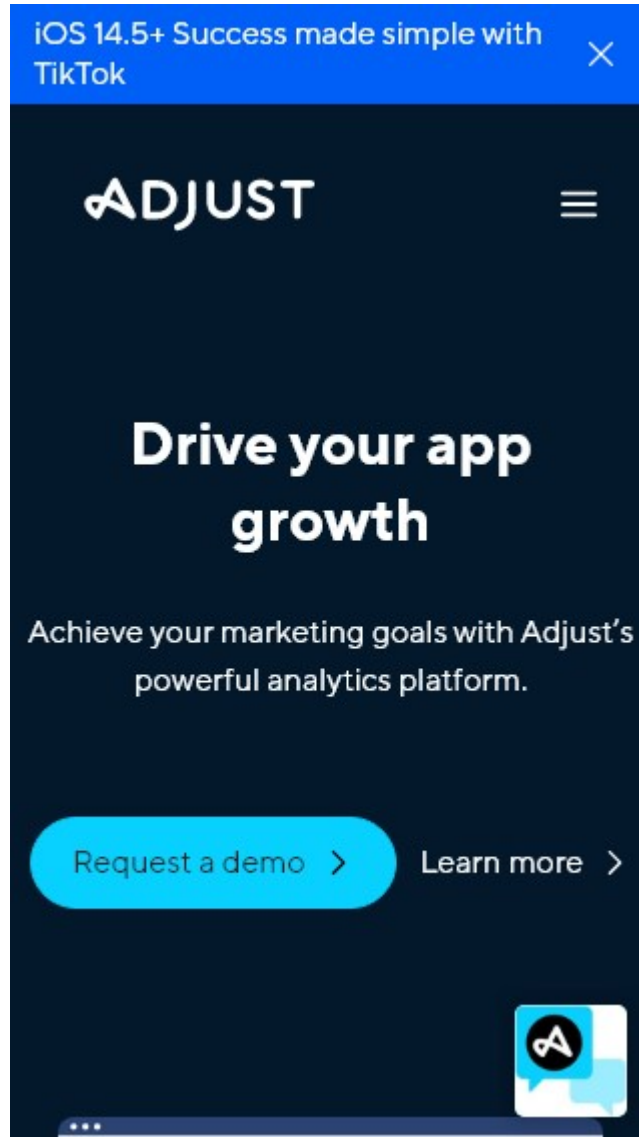 iOS 14.5+ Success made simple with
TikTok
ADJUST
Drive your app
growth
Achieve your marketing goals with Adjust’s
powerful analytics platform.
Request a demo
Learn more